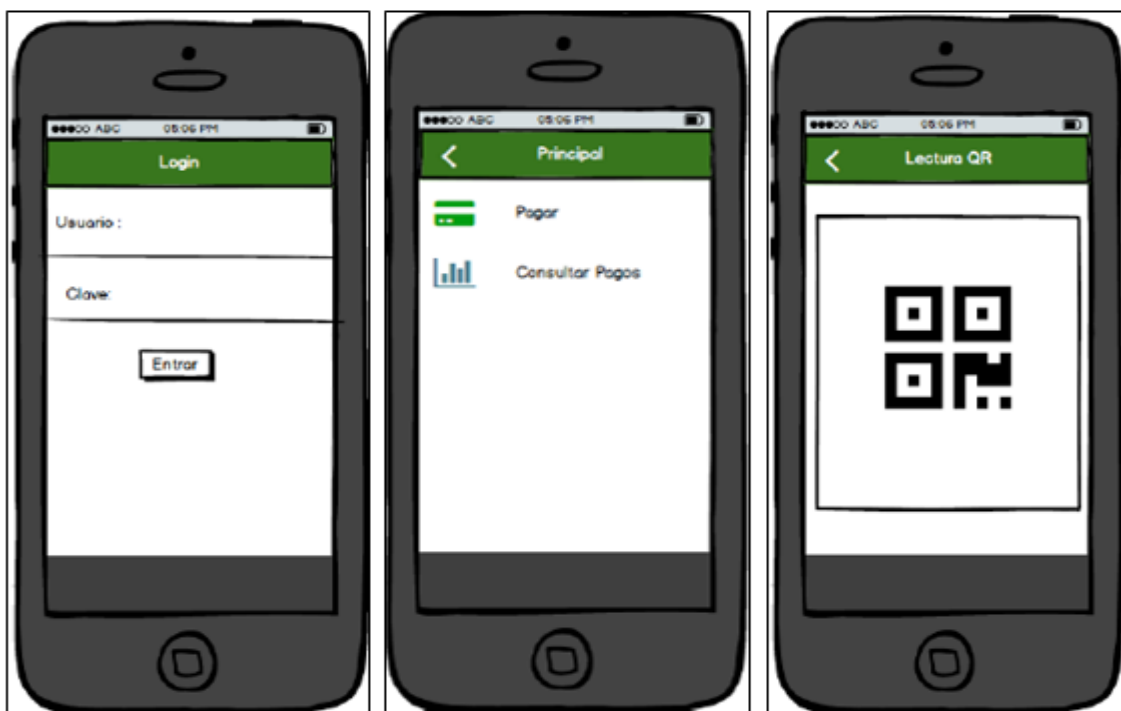 ABC 05:06 PM
Login
Usuario :
Clave:
Entrar
ABC 05:06 PM
Principal
Pagar
Consultar Pagos
ABC 05:06 PM
Lectura QR